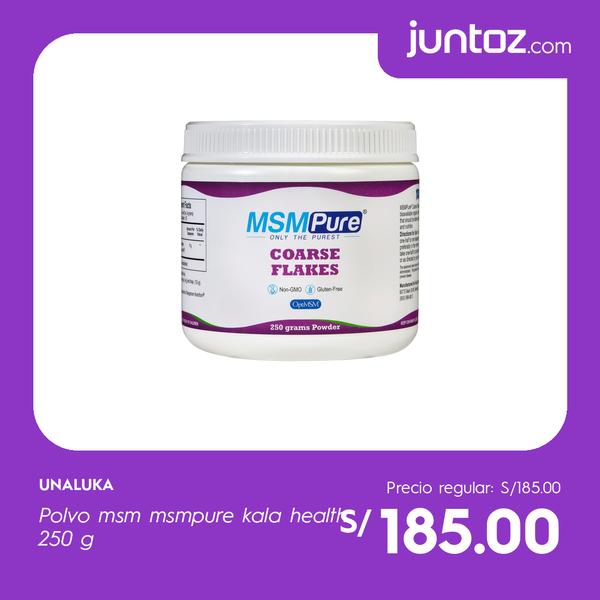 juntoz.com
MSMPure®
ONLY THE PUREST
COARSE
FLAKES
Non-GMO
Gluten-Free
OptiMSM
250 grams Powder
UNALUKA
Precio regular: S/185.00
Polvo msm msmpure kala health
250 g
S/185.00